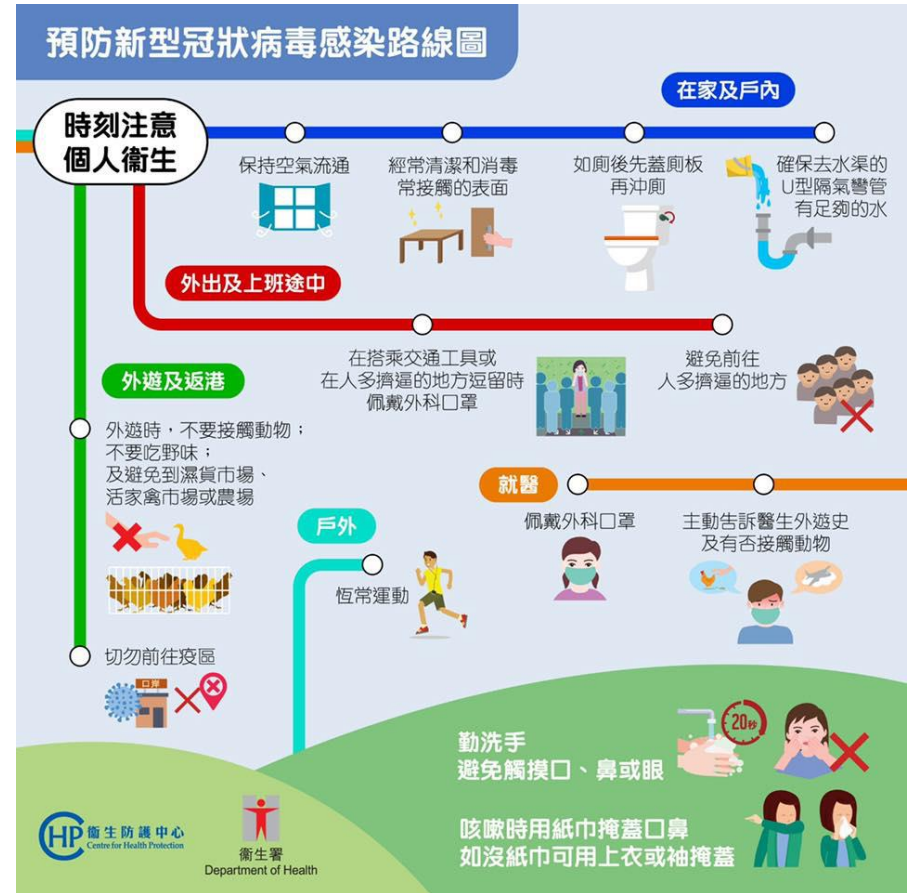 預防新型冠狀病毒感染路線圖
時刻注意
個人衞生
在家及戶內
保持空氣流通
經常清潔和消毒
常接觸的表面
如廁後先蓋廁板
再沖廁
確保去水渠的
U型隔氣彎管
有足夠的水
外出及上班途中
在搭乘交通工具或
在人多擠逼的地方逗留時
佩戴外科口罩
避免前往
人多擠逼的地方
外遊及返港
外遊時，不要接觸動物；
不要吃野味；
及避免到濕貨市場、
活家禽市場或農場
切勿前往疫區
口岸
就醫
佩戴外科口罩
主動告訴醫生外遊史
及有否接觸動物
戶外
恆常運動
勤洗手
避免觸摸口、鼻或眼
20秒
咳嗽時用紙巾掩蓋口鼻
如沒紙巾可用上衣或袖掩蓋
CHP
衞生防護中心
Centre for Health Protection
衞生署
Department of Health